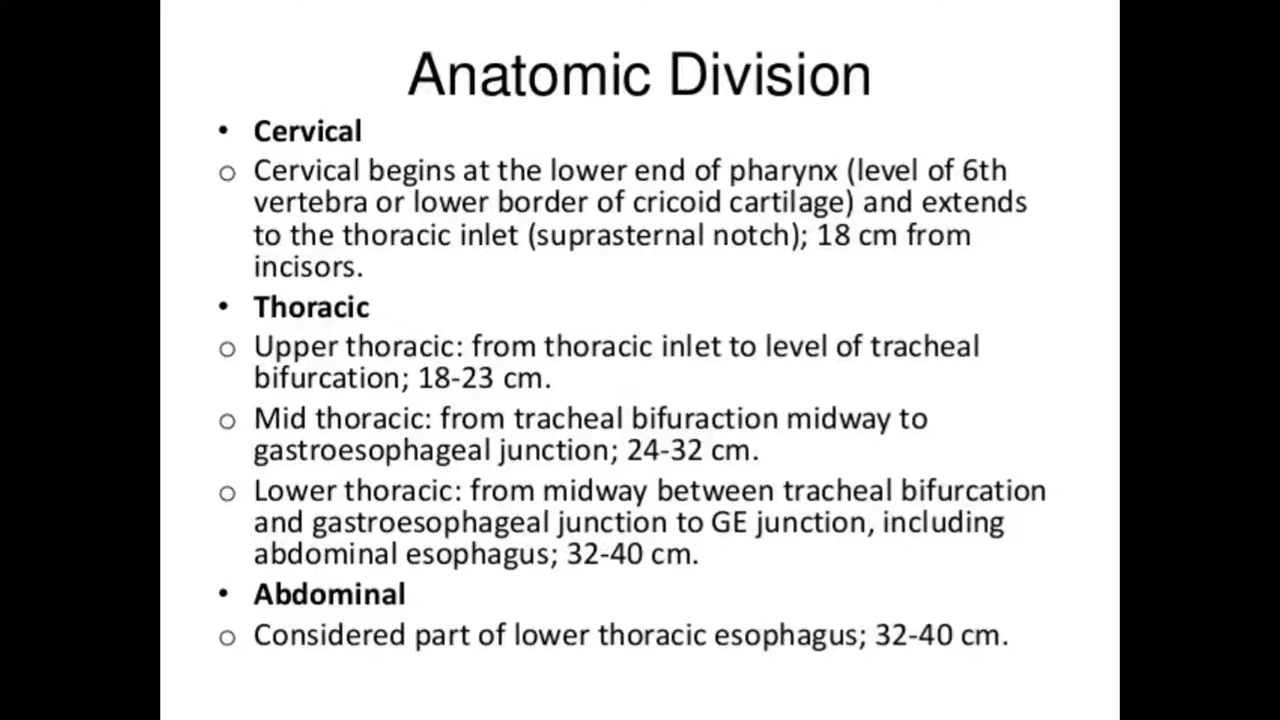 Anatomic Division
• Cervical
o Cervical begins at the lower end of pharynx (level of 6th
vertebra or lower border of cricoid cartilage) and extends
to the thoracic inlet (suprasternal notch); 18 cm from
incisors.
• Thoracic
o Upper thoracic: from thoracic inlet to level of tracheal
bifurcation; 18-23 cm.
o Mid thoracic: from tracheal bifuraction midway to
gastroesophageal junction; 24-32 cm.
o Lower thoracic: from midway between tracheal bifurcation
and gastroesophageal junction to GE junction, including
abdominal esophagus; 32-40 cm.
• Abdominal
o Considered part of lower thoracic esophagus; 32-40 cm.